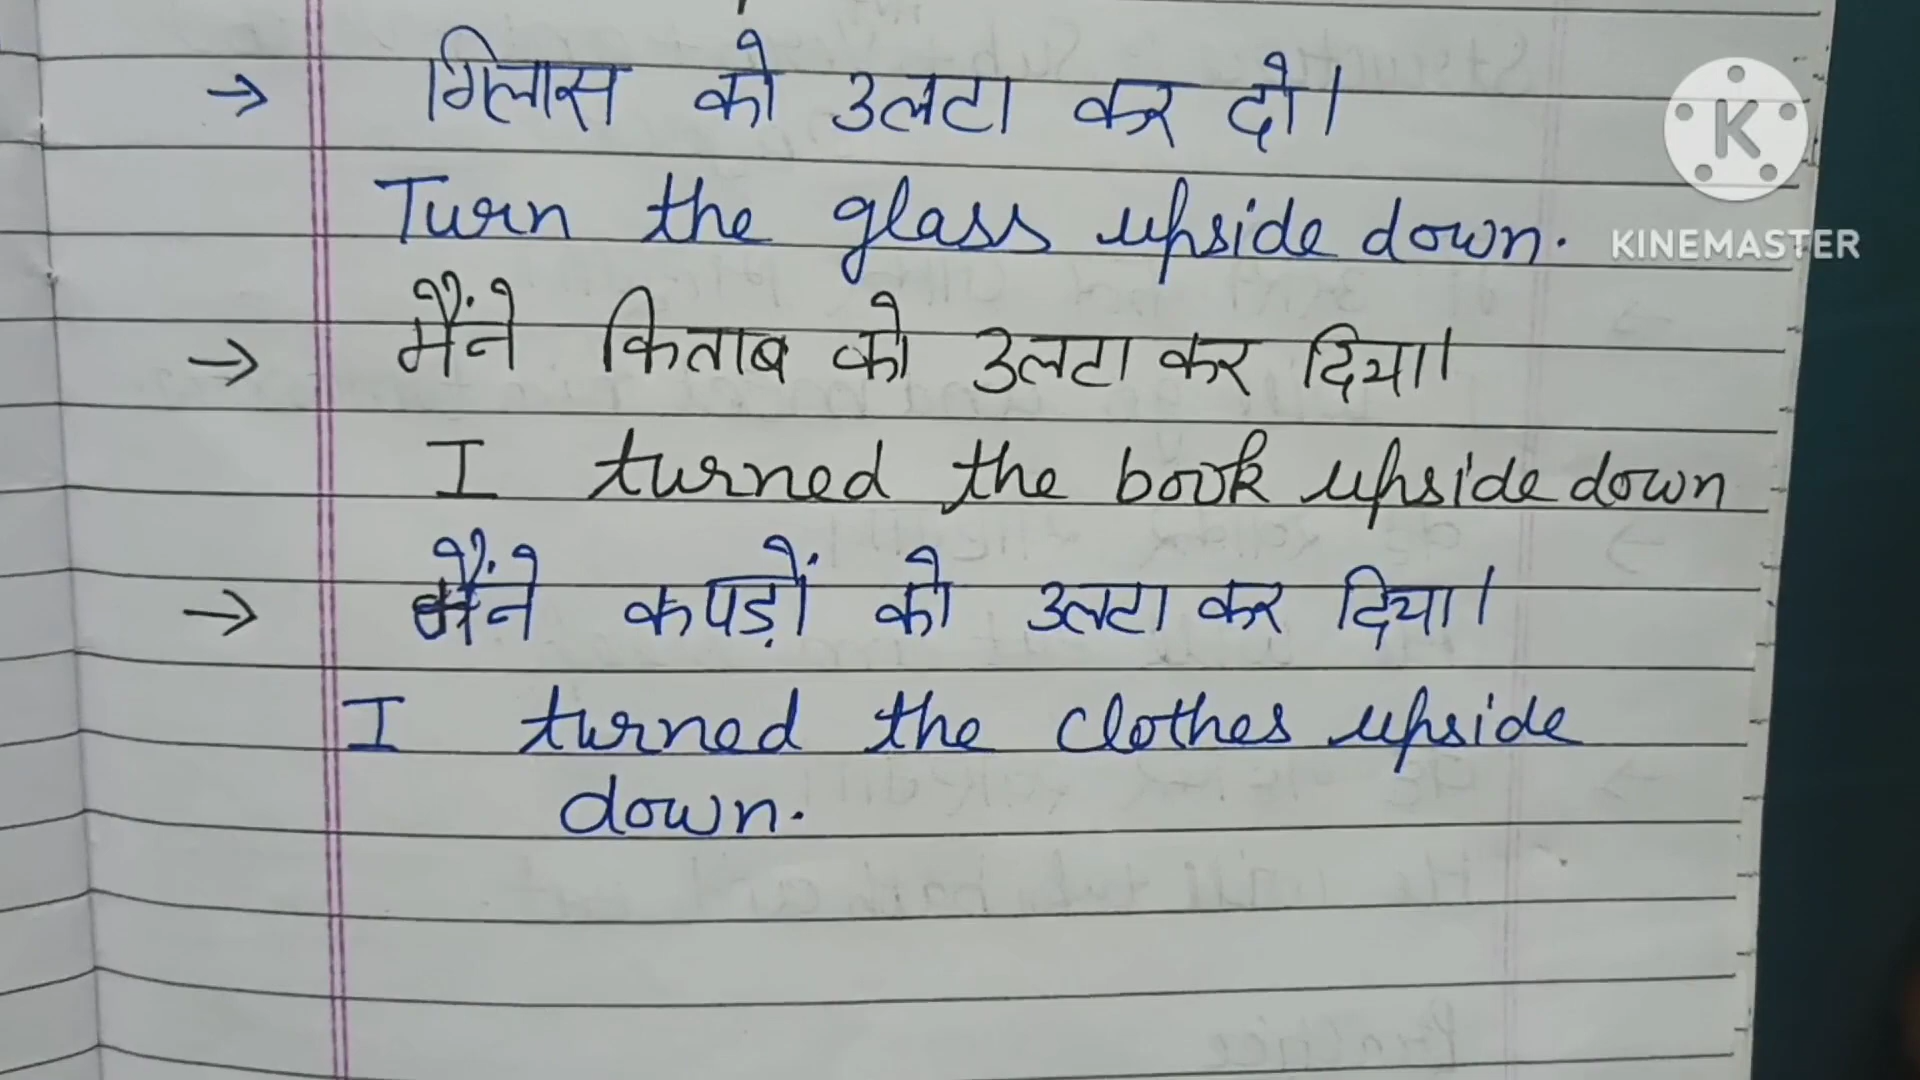 → गिलास को उलटा कर दो।
Turn the glass upside down.
→ मैंने किताब को उलटा कर दिया।
I turned the book upside down
→ मैंने कपड़ों को उलटा कर दिया।
I turned the clothes upside
down.
K
KINEMASTER